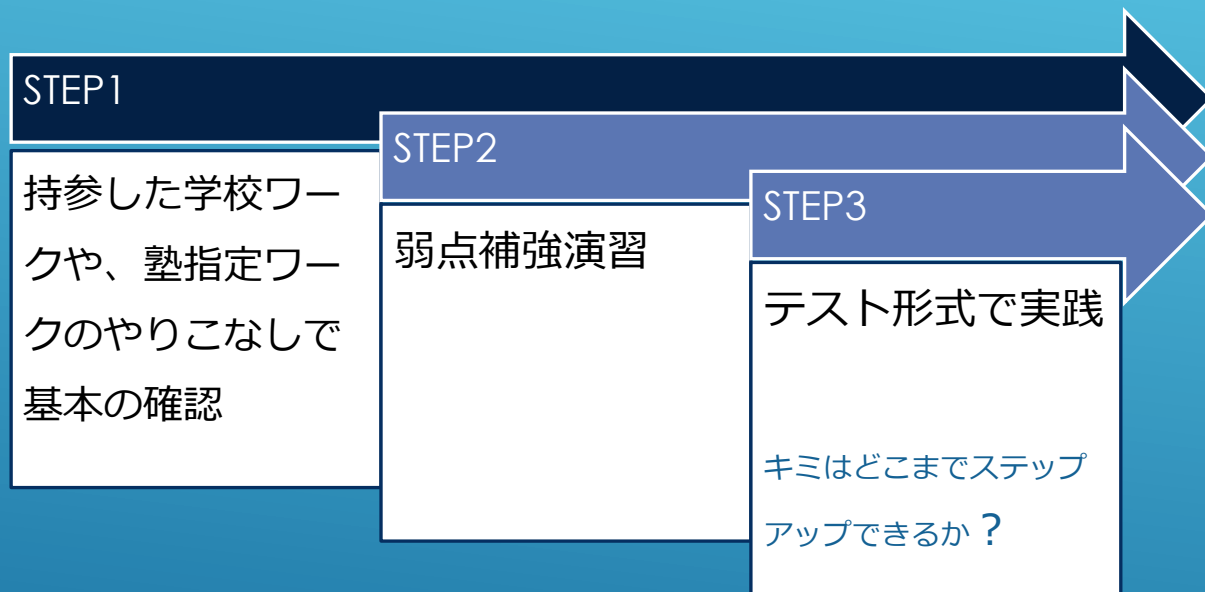 STEP1
持参した学校ワー
クや、塾指定ワー
クのやりこなしで
基本の確認
STEP2
弱点補強演習
STEP3
テスト形式で実践
キミはどこまでステップ
アップできるか？